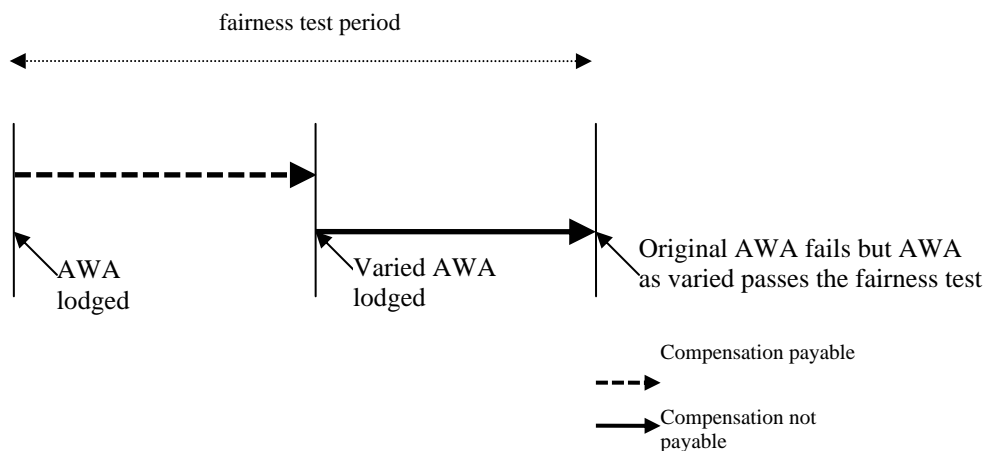 fairness test period
AWA
lodged
Varied AWA
lodged
Original AWA fails but AWA
as varied passes the fairness test
Compensation payable
Compensation not
payable